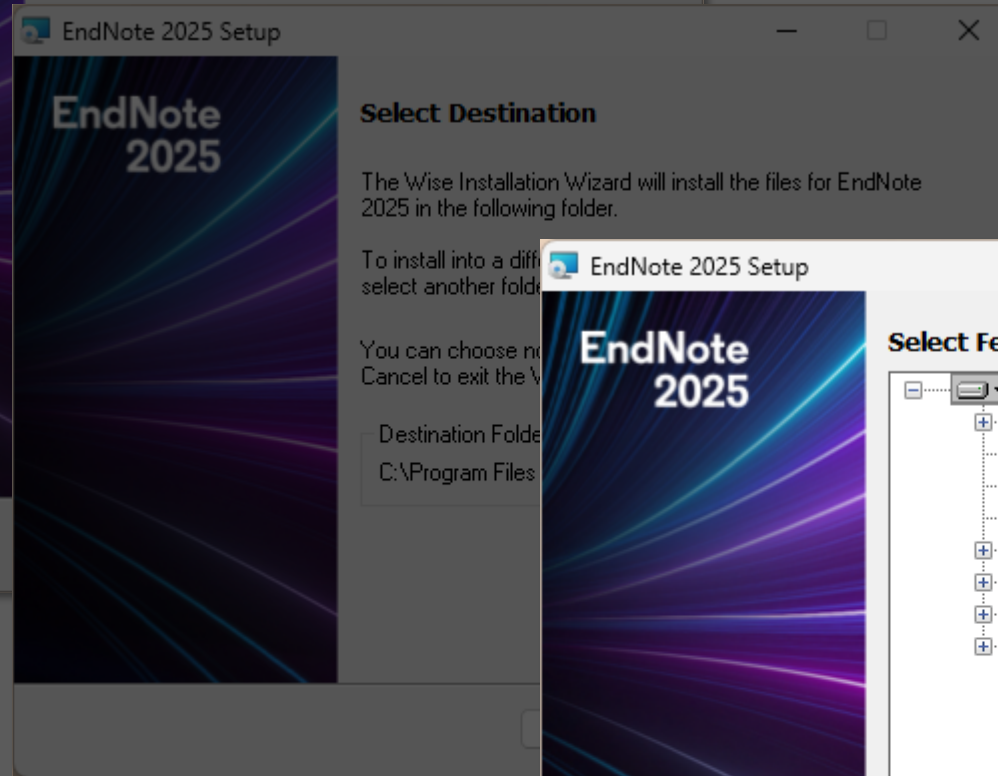 EndNote 2025 Setup
EndNote
2025
Select Destination
The Wise Installation Wizard will install the files for EndNote
2025 in the following folder.
To install into a diff
select another folde
You can choose no
Cancel to exit the
Destination Folde
C:\Program Files
EndNote 2025 Setup
EndNote
2025
Select Fe